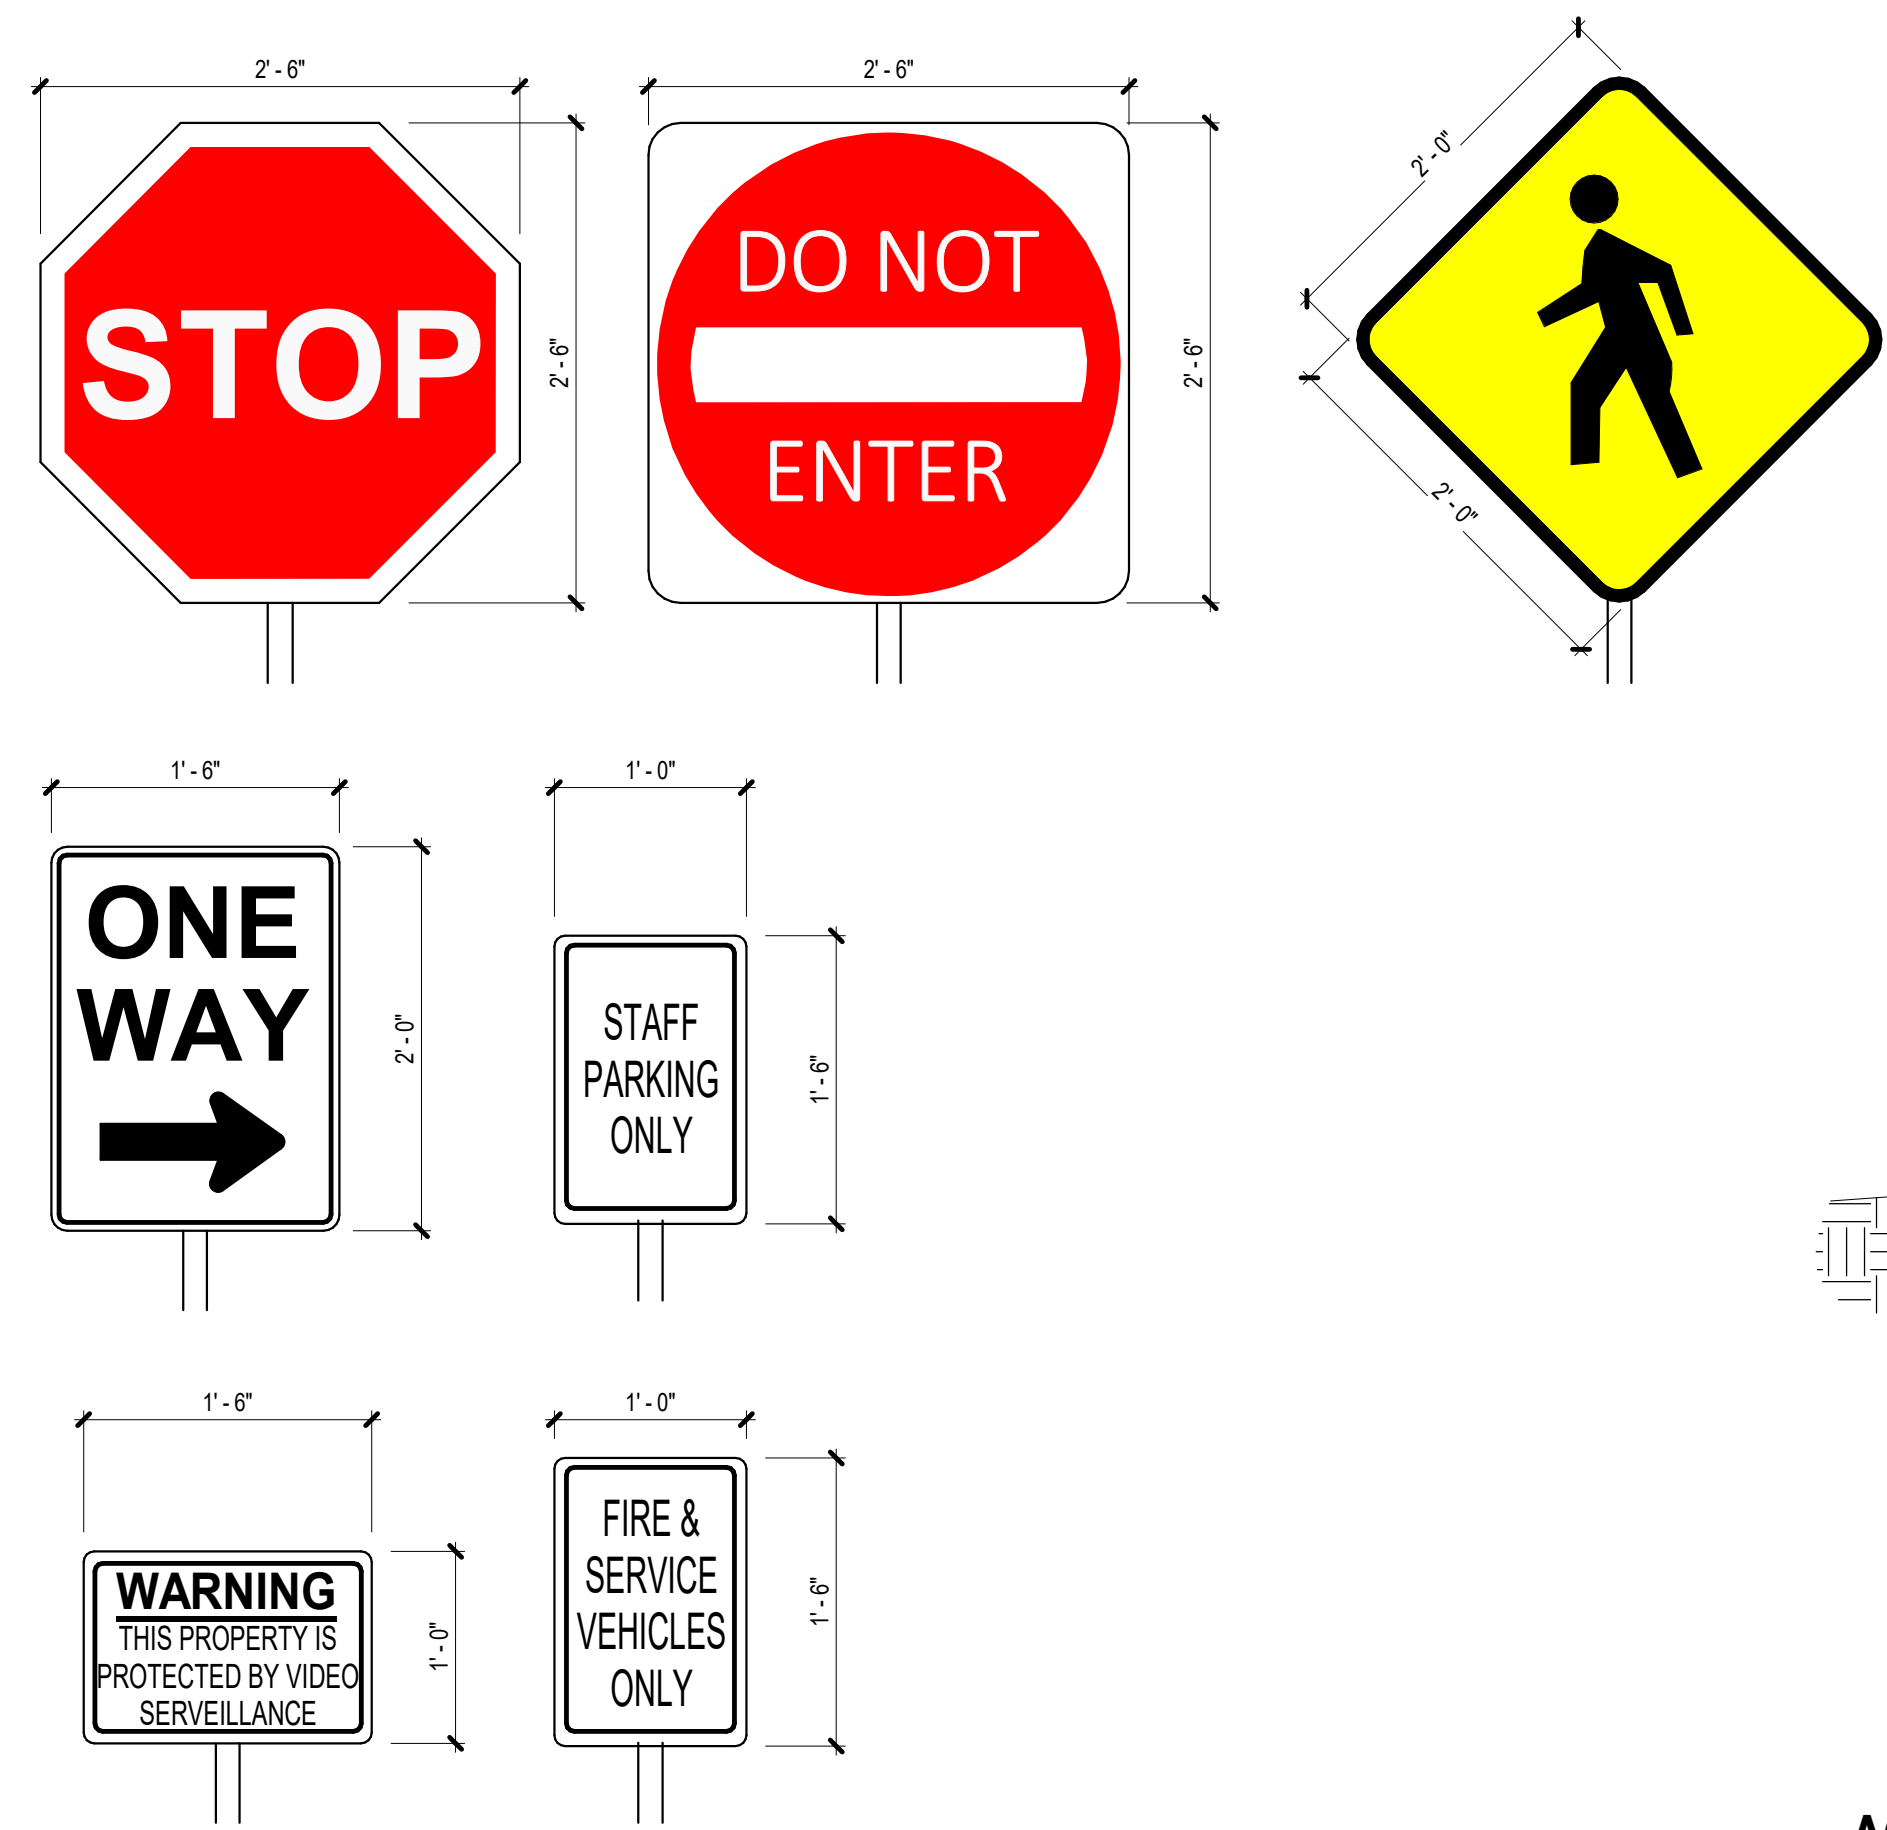 2' - 6"
2' - 6"
2' - 0"
STOP
2' - 6"
DO NOT
ENTER
2' - 6"
2' - 0"
1' - 6"
1' - 0"
ONE
WAY
2' - 0"
STAFF
PARKING
ONLY
1' - 6"
1' - 6"
1' - 0"
WARNING
THIS PROPERTY IS
PROTECTED BY VIDEO
SERVEILLANCE
1' - 0"
FIRE &
SERVICE
VEHICLES
ONLY
1' - 6"